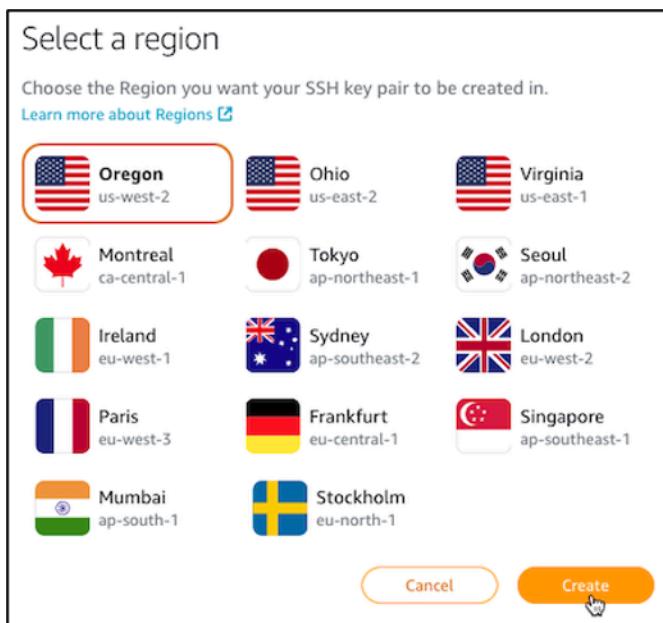 Select a region
Choose the Region you want your SSH key pair to be created in.
Learn more about Regions
Oregon
us-west-2
Ohio
us-east-2
Virginia
us-east-1
Montreal
ca-central-1
Tokyo
ap-northeast-1
Seoul
ap-northeast-2
Ireland
eu-west-1
Sydney
ap-southeast-2
London
eu-west-2
Paris
eu-west-3
Frankfurt
eu-central-1
Singapore
ap-southeast-1
Mumbai
ap-south-1
Stockholm
eu-north-1
Cancel
Create